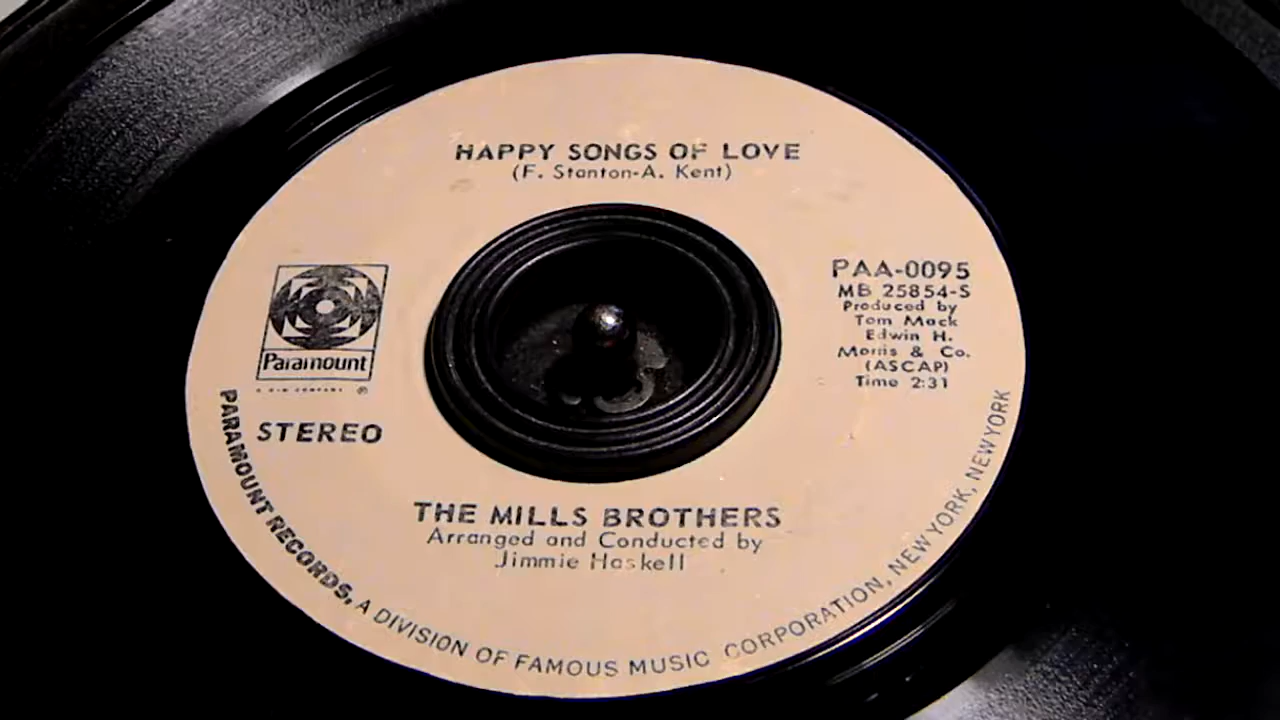 HAPPY SONGS OF LOVE
(F. Stanton-A. Kent)
Paramount
STEREO
PAA-0095
MB 25854-S
Produced by
Tom Mack
Edwin H.
Morris & Co.
(ASCAP)
Time 2:31
THE MILLS BROTHERS
Arranged and Conducted by
Jimmie Haskell
PARAMOUNT RECORDS, A DIVISION OF FAMOUS MUSIC CORPORATION, NEW YORK, NEW YORK